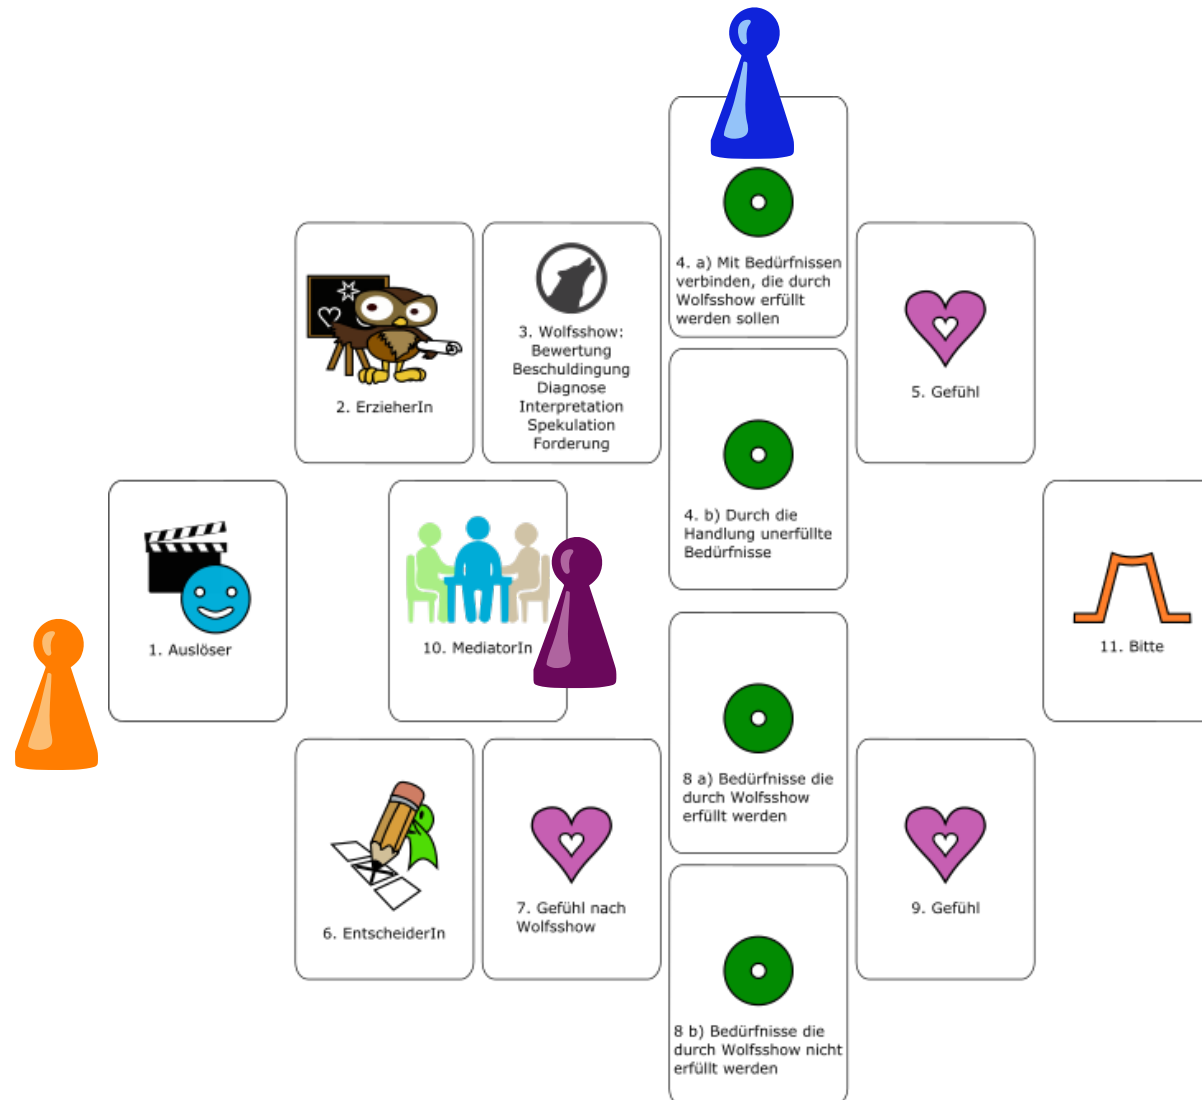 1. Auslöser
2. ErzieherIn
3. Wolfsshow:
Bewertung
Beschuldingung
Diagnose
Interpretation
Spekulation
Forderung
4. a) Mit Bedürfnissen
verbinden, die durch
Wolfsshow erfüllt
werden sollen
4. b) Durch die
Handlung unerfüllte
Bedürfnisse
5. Gefühl
6. EntscheiderIn
7. Gefühl nach
Wolfsshow
8 a) Bedürfnisse die
durch Wolfsshow
erfüllt werden
8 b) Bedürfnisse die
durch Wolfsshow nicht
erfüllt werden
9. Gefühl
10. MediatorIn
11. Bitte